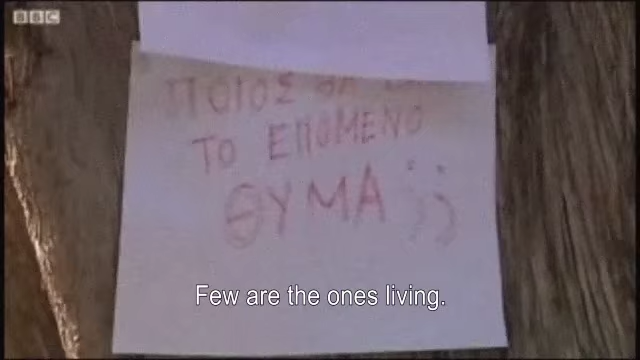 BBC
ΠΟΙΟΣ ΘΑ
ΤΟ ΕΠΟΜΕΝΟ
ΘΥΜΑ ;;
Few are the ones living.